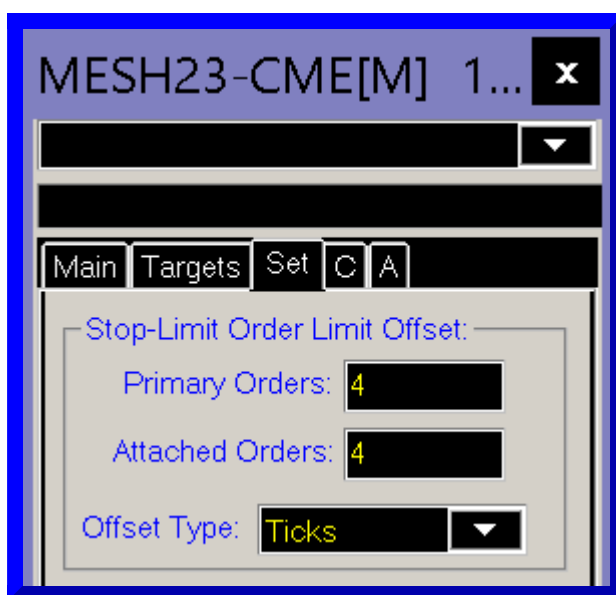 MESH23-CME[M] 1... x
Main Targets Set C A
Stop-Limit Order Limit Offset:
Primary Orders: 4
Attached Orders: 4
Offset Type: Ticks